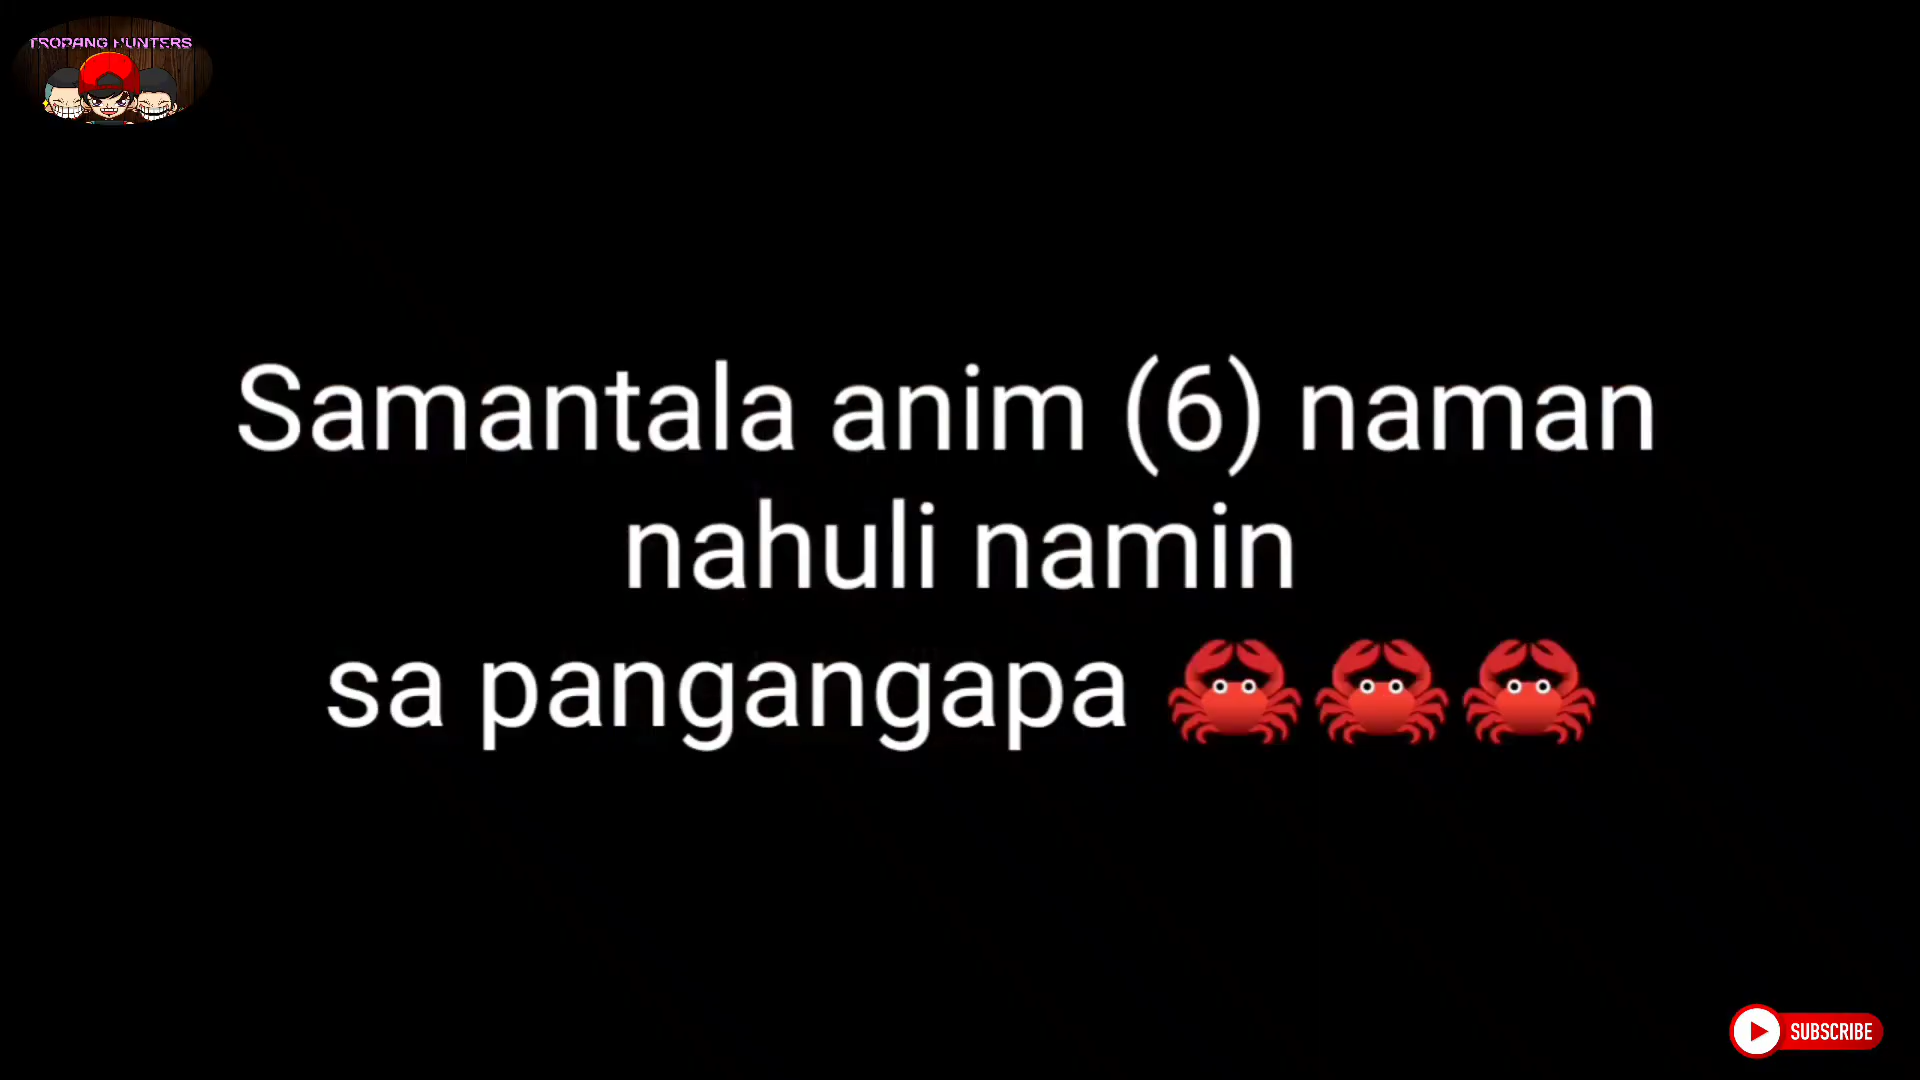 TROPANG HUNTERS
Samantala anim (6) naman
nahuli namin
sa pangangapa 🦀🦀🦀
SUBSCRIBE